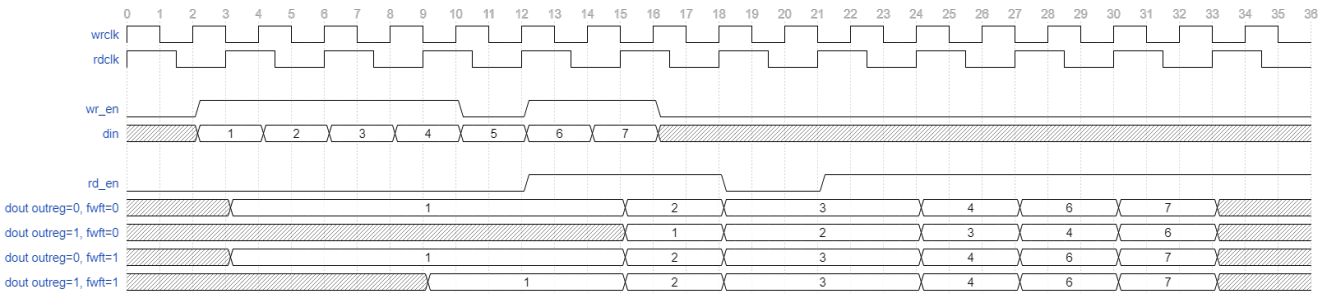 0 1 2 3 4 5 6 7 8 9 10 11 12 13 14 15 16 17 18 19 20 21 22 23 24 25 26 27 28 29 30 31 32 33 34 35 36
wrclk
rdclk
wr_en
din 1 2 3 4 5 6 7
rd_en
dout outreg=0, fwft=0 1 2 3 4 6 7
dout outreg=1, fwft=0 1 2 3 4 6
dout outreg=0, fwft=1 1 2 3 4 6 7
dout outreg=1, fwft=1 1 2 3 4 6 7